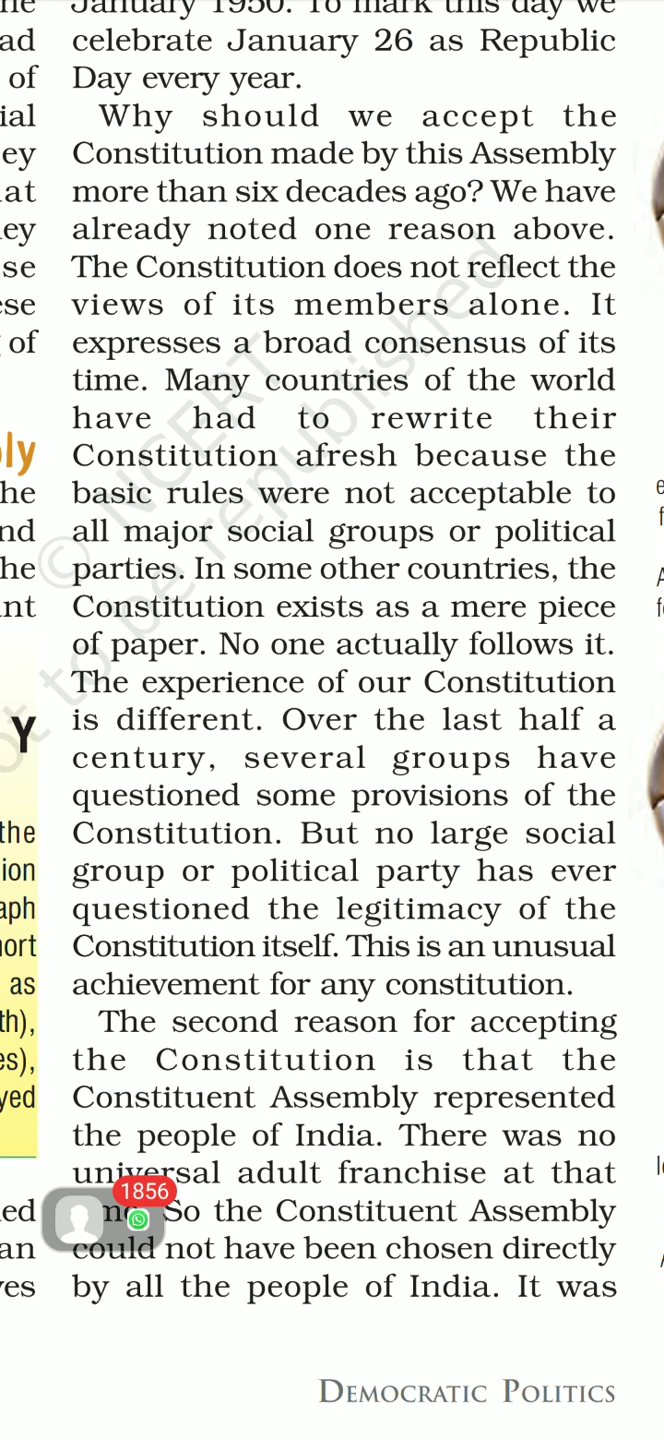 January 1950. To mark this day we
celebrate January 26 as Republic
Day every year.
Why should we accept the
Constitution made by this Assembly
more than six decades ago? We have
already noted one reason above.
The Constitution does not reflect the
views of its members alone. It
expresses a broad consensus of its
time. Many countries of the world
have had to rewrite their
Constitution afresh because the
basic rules were not acceptable to
all major social groups or political
parties. In some other countries, the
Constitution exists as a mere piece
of paper. No one actually follows it.
The experience of our Constitution
is different. Over the last half a
century, several groups have
questioned some provisions of the
Constitution. But no large social
group or political party has ever
questioned the legitimacy of the
Constitution itself. This is an unusual
achievement for any constitution.
The second reason for accepting
the Constitution is that the
Constituent Assembly represented
the people of India. There was no
universal adult franchise at that
So the Constituent Assembly
could not have been chosen directly
by all the people of India. It was
1856
DEMOCRATIC POLITICS
© NCERT
not to be republished
of
of
the
as
Y